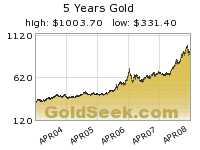 5 Years Gold
high: $1003.70 low: $331.40
1120
620
120
APR04 APR05 APR06 APR07 APR08
GoldSeek.com